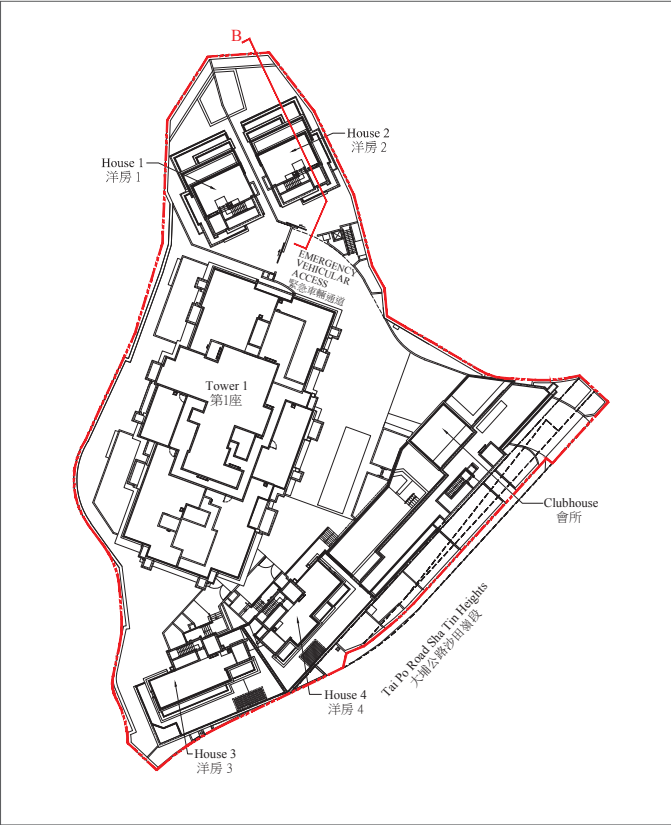 B
House 2
洋房 2
House 1
洋房 1
EMERGENCY
VEHICULAR
ACCESS
緊急車輛通道
Tower 1
第1座
Clubhouse
會所
Tai Po Road Sha Tin Heights
大埔公路沙田嶺段
House 4
洋房 4
House 3
洋房 3